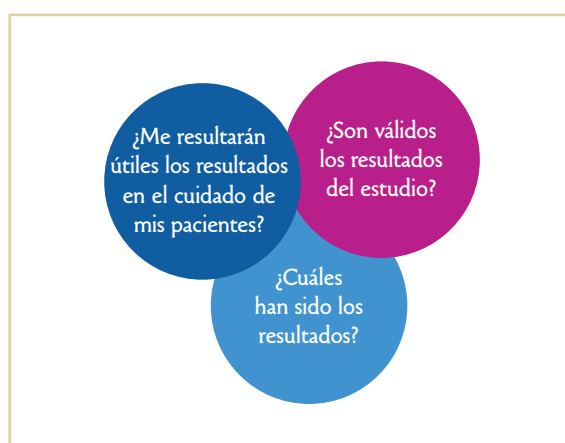 ¿Me resultarán
útiles los resultados
en el cuidado de
mis pacientes?
¿Son válidos
los resultados
del estudio?
¿Cuáles
han sido los
resultados?